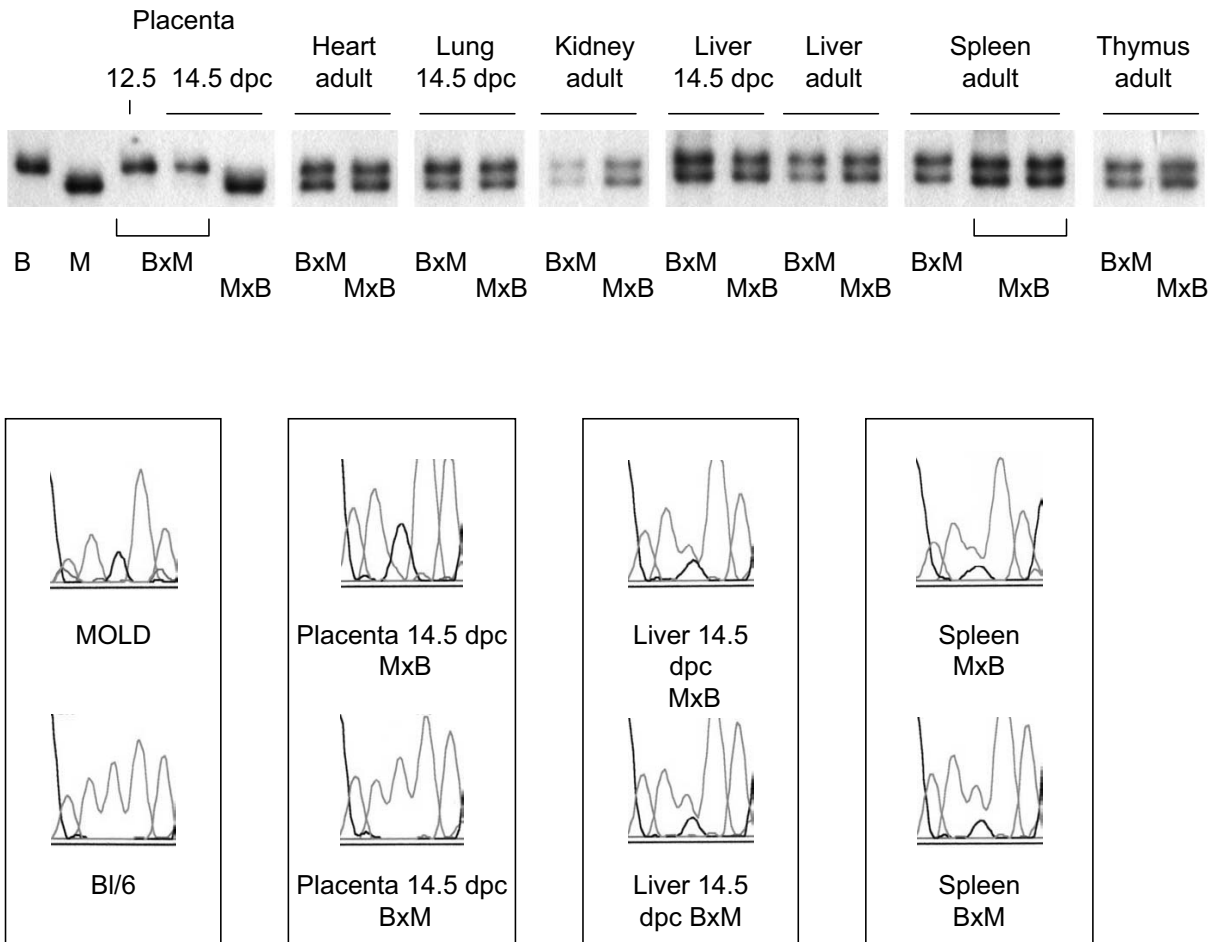 Placenta
Heart Lung Kidney Liver Liver Spleen Thymus
12.5 14.5 dpc adult 14.5 dpc adult 14.5 dpc adult adult adult
B M BxM BxM BxM BxM BxM BxM BxM BxM
MxB MxB MxB MxB MxB MxB MxB MxB
MOLD
Placenta 14.5 dpc
MxB
Liver 14.5
dpc
MxB
Spleen
MxB
Bl/6
Placenta 14.5 dpc
BxM
Liver 14.5
dpc BxM
Spleen
BxM